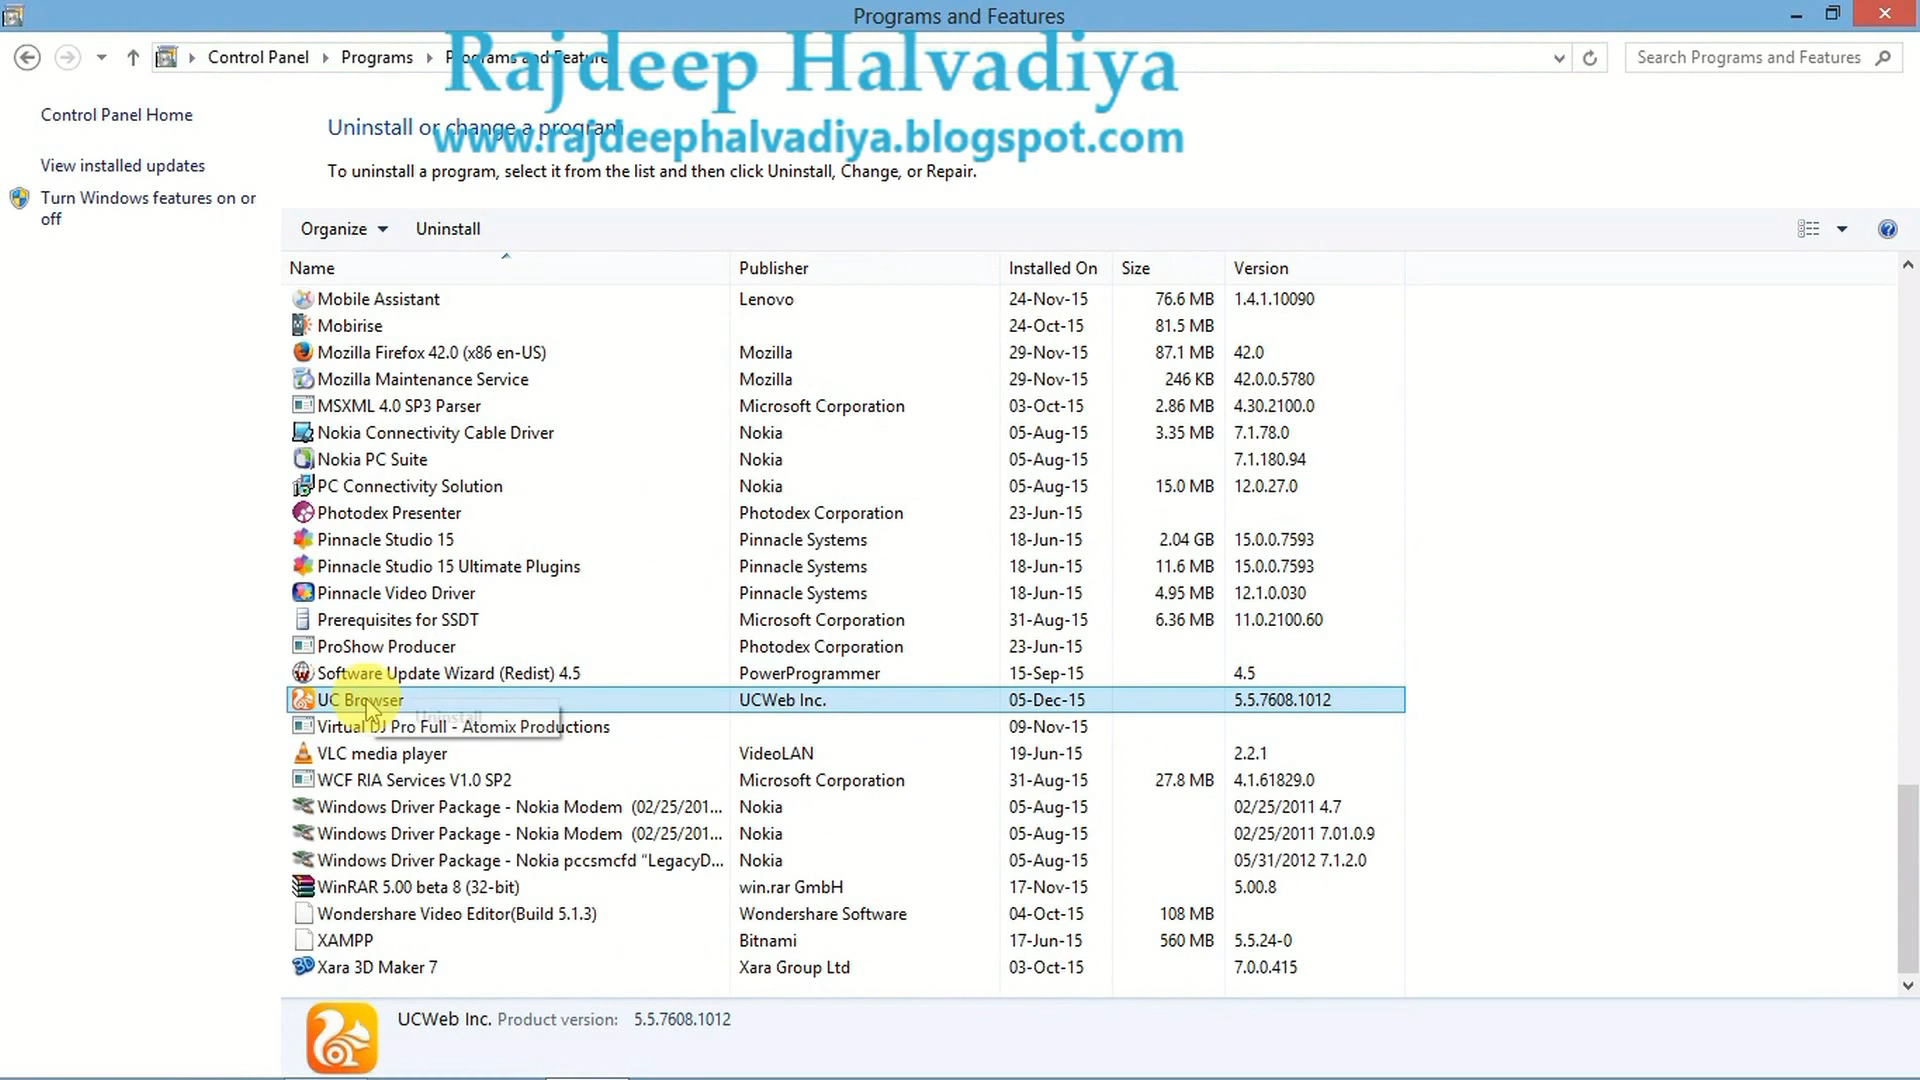 Programs and Features
Control Panel Programs Programs and Feature
Search Programs and Features
Rajdeep Halvadiya
www.rajdeephalvadiya.blogspot.com
Control Panel Home
View installed updates
Turn Windows features on or
off
Uninstall or change a program
To uninstall a program, select it from the list and then click Uninstall, Change, or Repair.
Organize Uninstall
Name Publisher Installed On Size Version
Mobile Assistant Lenovo 24-Nov-15 76.6 MB 1.4.1.10090
Mobirise 24-Oct-15 81.5 MB
Mozilla Firefox 42.0 (x86 en-US) Mozilla 29-Nov-15 87.1 MB 42.0
Mozilla Maintenance Service Mozilla 29-Nov-15 246 KB 42.0.0.5780
MSXML 4.0 SP3 Parser Microsoft Corporation 03-Oct-15 2.86 MB 4.30.2100.0
Nokia Connectivity Cable Driver Nokia 05-Aug-15 3.35 MB 7.1.78.0
Nokia PC Suite Nokia 05-Aug-15 7.1.180.94
PC Connectivity Solution Nokia 05-Aug-15 15.0 MB 12.0.27.0
Photodex Presenter Photodex Corporation 23-Jun-15
Pinnacle Studio 15 Pinnacle Systems 18-Jun-15 2.04 GB 15.0.0.7593
Pinnacle Studio 15 Ultimate Plugins Pinnacle Systems 18-Jun-15 11.6 MB 15.0.0.7593
Pinnacle Video Driver Pinnacle Systems 18-Jun-15 4.95 MB 12.1.0.030
Prerequisites for SSDT Microsoft Corporation 31-Aug-15 6.36 MB 11.0.2100.60
ProShow Producer Photodex Corporation 23-Jun-15
Software Update Wizard (Redist) 4.5 PowerProgrammer 15-Sep-15 4.5
UC Browser UCWeb Inc. 05-Dec-15 5.5.7608.1012
Uninstall
Virtual DJ Pro Full - Atomix Productions 09-Nov-15
VLC media player VideoLAN 19-Jun-15 2.2.1
WCF RIA Services V1.0 SP2 Microsoft Corporation 31-Aug-15 27.8 MB 4.1.61829.0
Windows Driver Package - Nokia Modem (02/25/201... Nokia 05-Aug-15 02/25/2011 4.7
Windows Driver Package - Nokia Modem (02/25/201... Nokia 05-Aug-15 02/25/2011 7.01.0.9
Windows Driver Package - Nokia pccsmcfd "LegacyD... Nokia 05-Aug-15 05/31/2012 7.1.2.0
WinRAR 5.00 beta 8 (32-bit) win.rar GmbH 17-Nov-15 5.00.8
Wondershare Video Editor(Build 5.1.3) Wondershare Software 04-Oct-15 108 MB
XAMPP Bitnami 17-Jun-15 560 MB 5.5.24-0
Xara 3D Maker 7 Xara Group Ltd 03-Oct-15 7.0.0.415
UCWeb Inc. Product version: 5.5.7608.1012